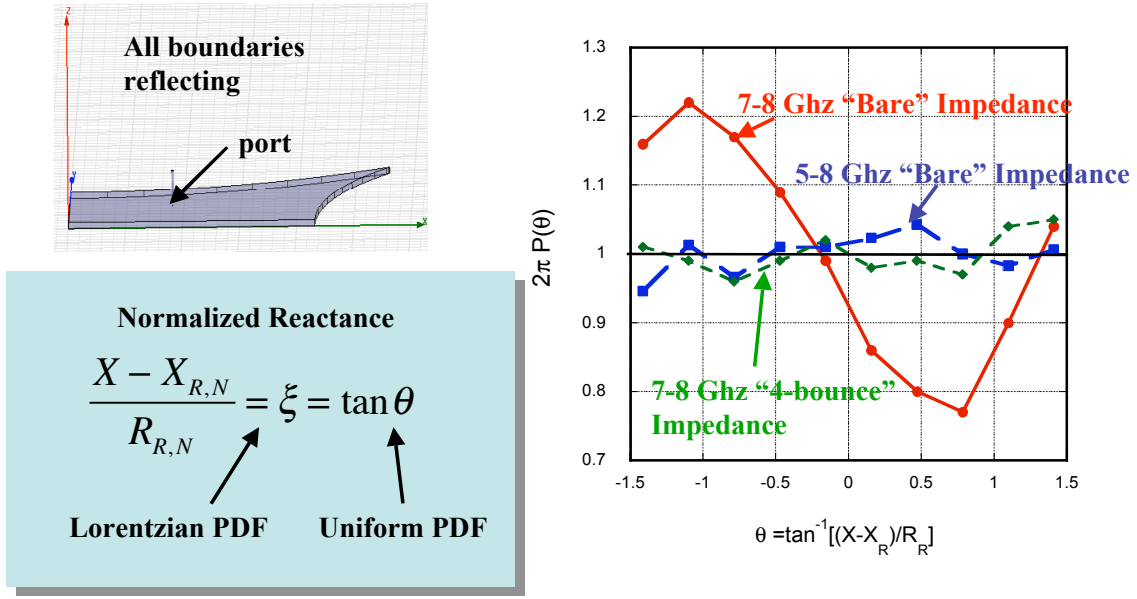 z
All boundaries
reflecting
port
y
x
Normalized Reactance
X − X_{R,N}
R_{R,N}
= ξ = tan θ
Lorentzian PDF
Uniform PDF
1.3
1.2
1.1
1
0.9
0.8
0.7
2π P(θ)
7-8 Ghz “Bare” Impedance
5-8 Ghz “Bare” Impedance
7-8 Ghz “4-bounce”
Impedance
-1.5
-1
-0.5
0
0.5
1
1.5
θ =tan^{-1}[(X-X_R)/R_R]